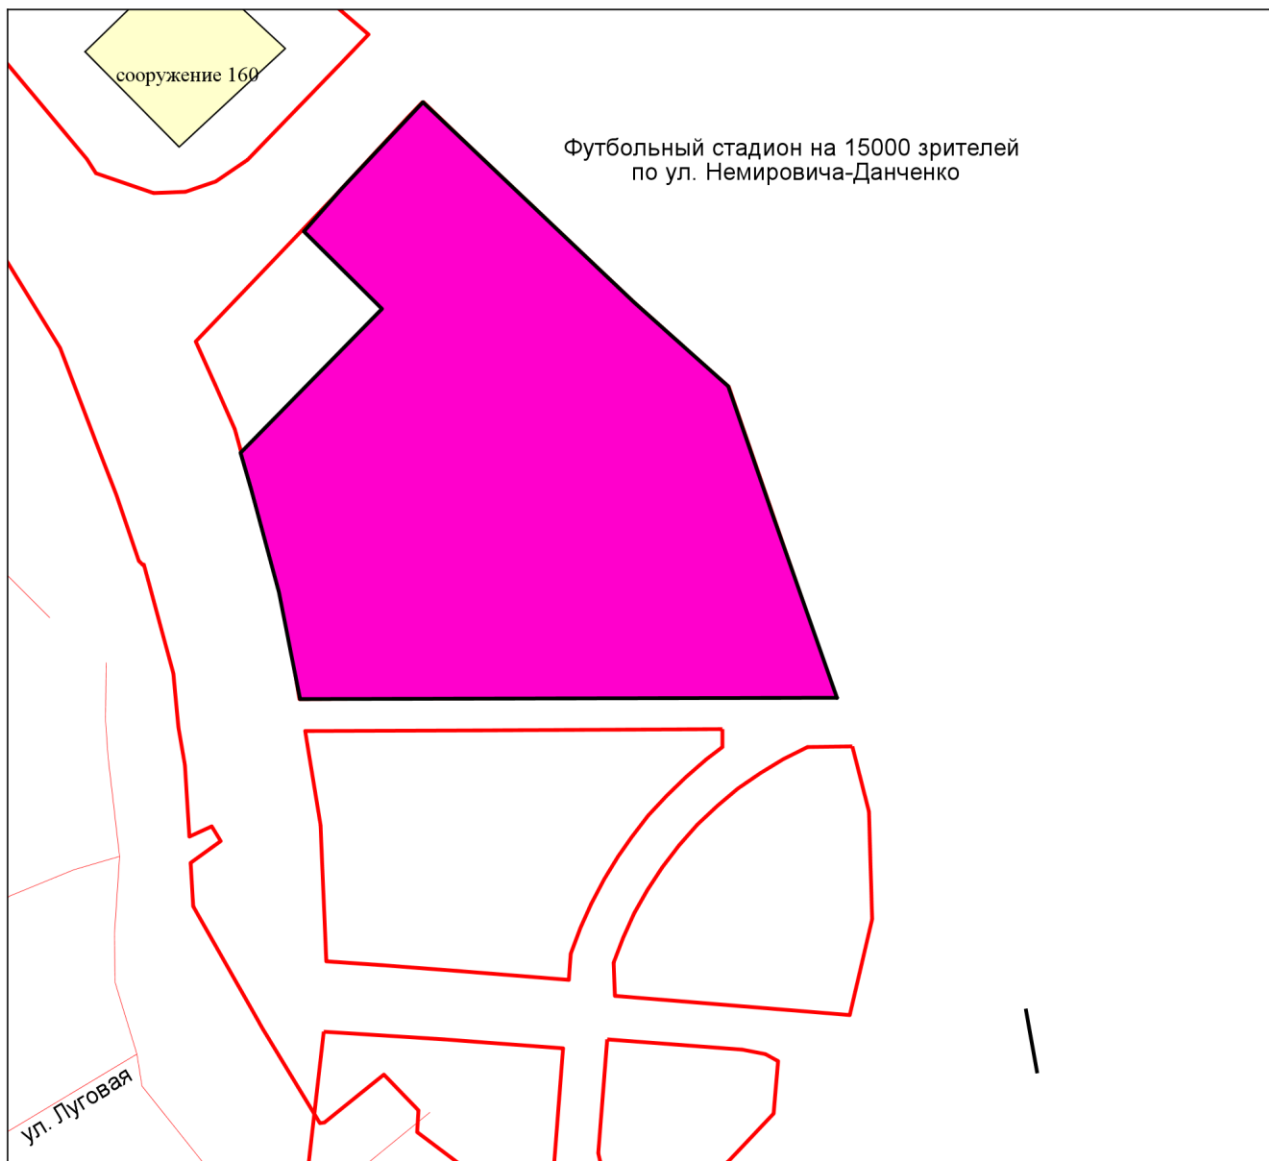 сооружение 160
Футбольный стадион на 15000 зрителей
по ул. Немировича-Данченко
ул. Луговая